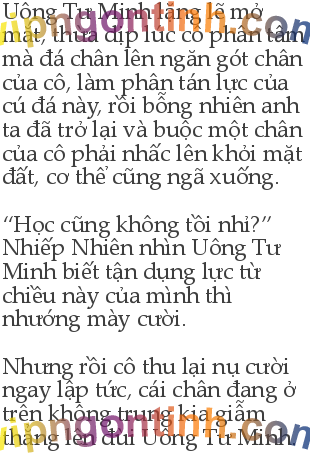 Uông Tư Minh lặng lẽ mở
mắt, thừa dịp lúc cô phân tâm
mà đá chân lên ngăn gót chân
của cô, làm phân tán lực của
cú đá này, rồi bỗng nhiên anh
ta đã trở lại và buộc một chân
của cô phải nhấc lên khỏi mặt
đất, cơ thể cũng ngã xuống.
“Học cũng không tồi nhỉ?”
Nhiếp Nhiên nhìn Uông Tư
Minh biết tận dụng lực từ
chiều này của mình thì
nhướng mày cười.
Nhưng rồi cô thu lại nụ cười
ngay lập tức, cái chân đang ở
trên không trung kia giẫm
thẳng lên đùi Uông Tư Minh